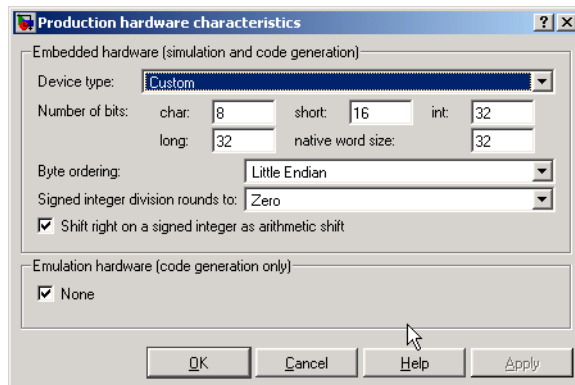 Production hardware characteristics
Embedded hardware (simulation and code generation)
Device type: Custom
Number of bits: char: 8 short: 16 int: 32
long: 32 native word size: 32
Byte ordering: Little Endian
Signed integer division rounds to: Zero
Shift right on a signed integer as arithmetic shift
Emulation hardware (code generation only)
None
OK Cancel Help Apply